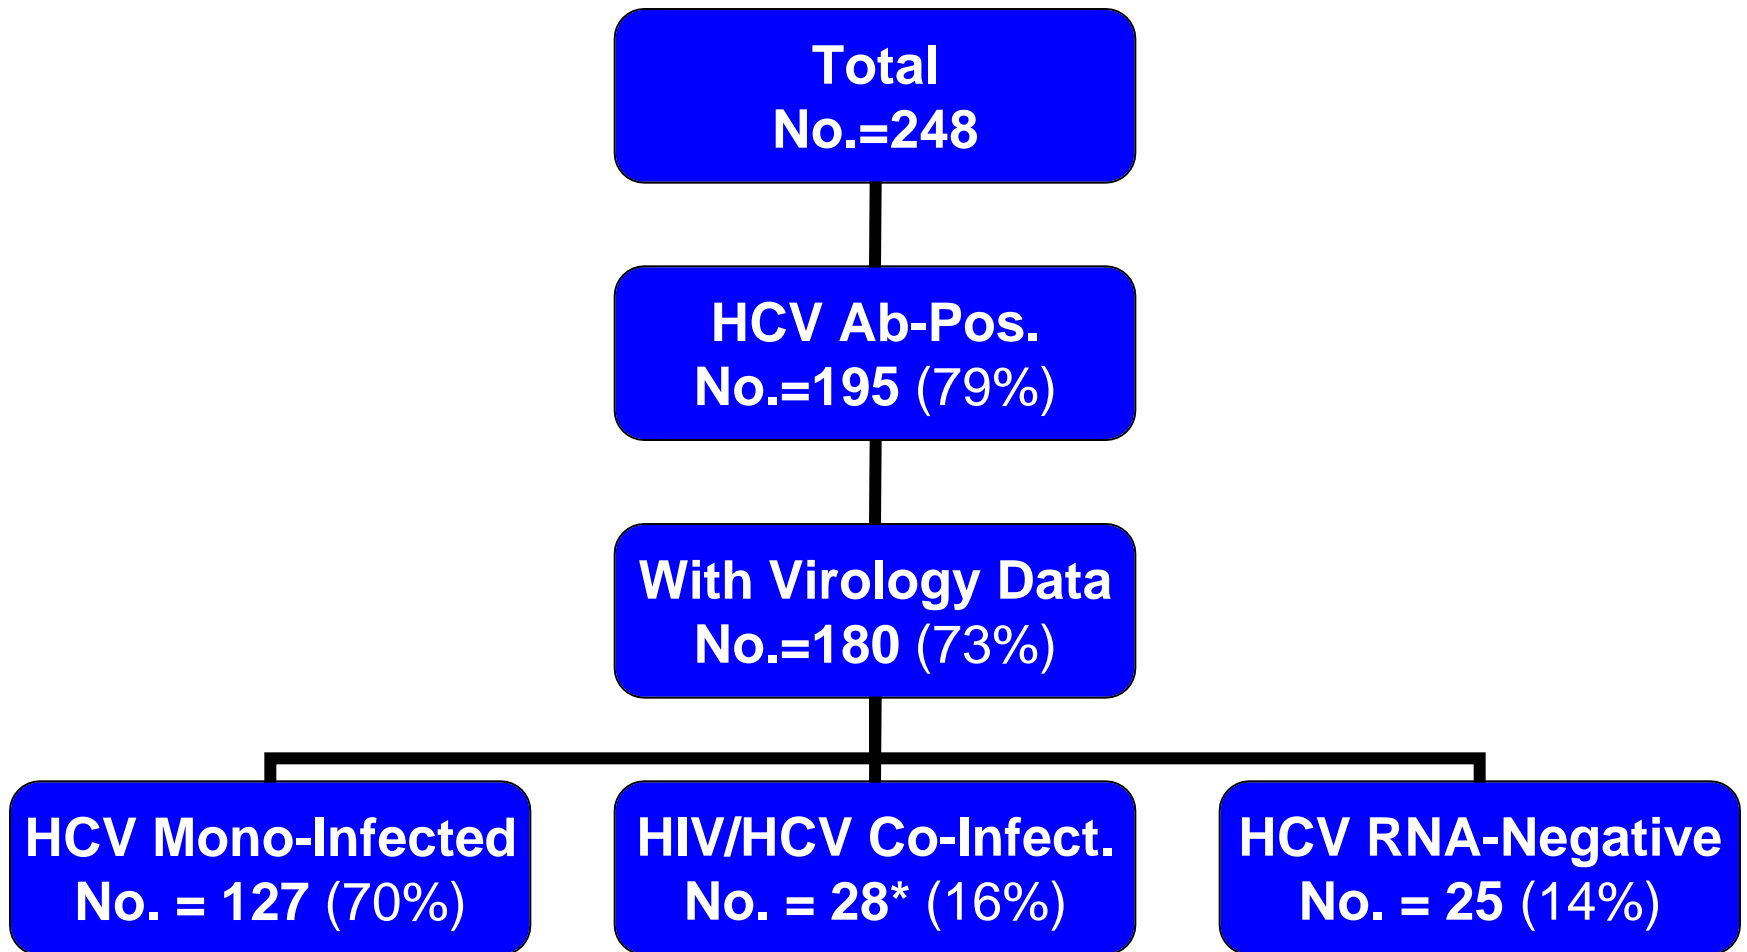 Total
No.=248
HCV Ab-Pos.
No.=195 (79%)
With Virology Data
No.=180 (73%)
HCV Mono-Infected
No. = 127 (70%)
HIV/HCV Co-Infect.
No. = 28* (16%)
HCV RNA-Negative
No. = 25 (14%)